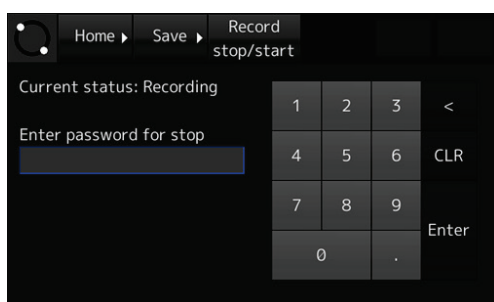 Home
Save
Record
stop/start
Current status: Recording
Enter password for stop
1 2 3 <
4 5 6 CLR
7 8 9
Enter
0 .